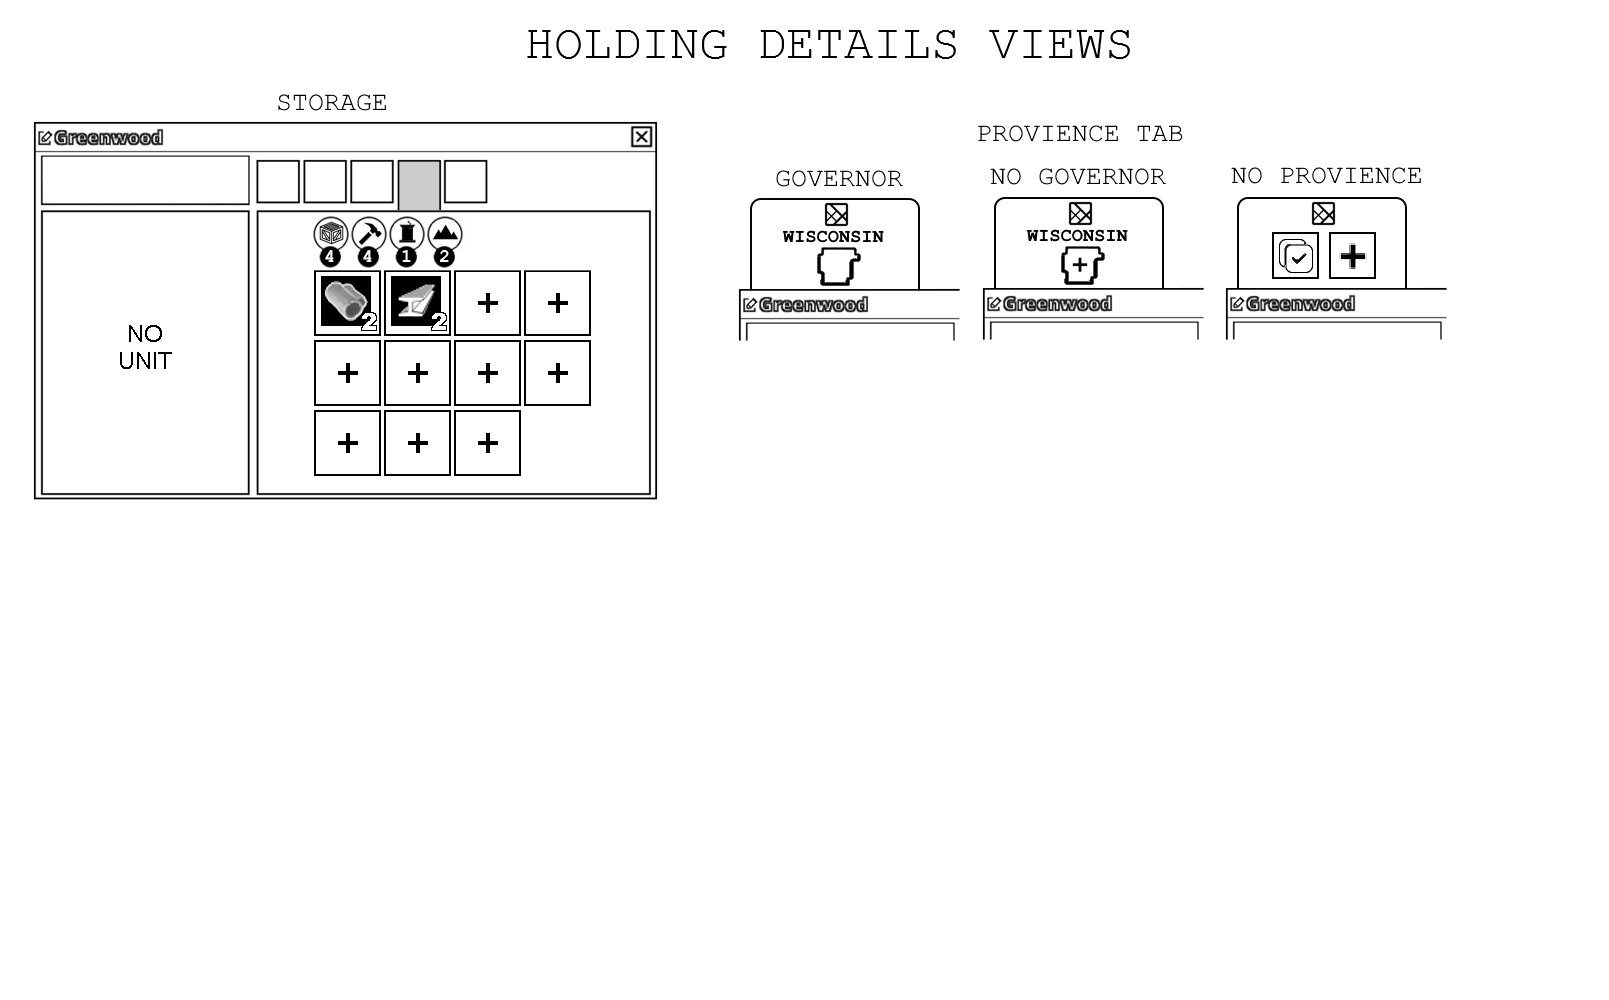 HOLDING DETAILS VIEWS
STORAGE
Greenwood
4 4 1 2
2 2
NO
UNIT
PROVIENCE TAB
GOVERNOR
NO GOVERNOR
NO PROVIENCE
WISCONSIN
WISCONSIN
Greenwood
Greenwood
Greenwood